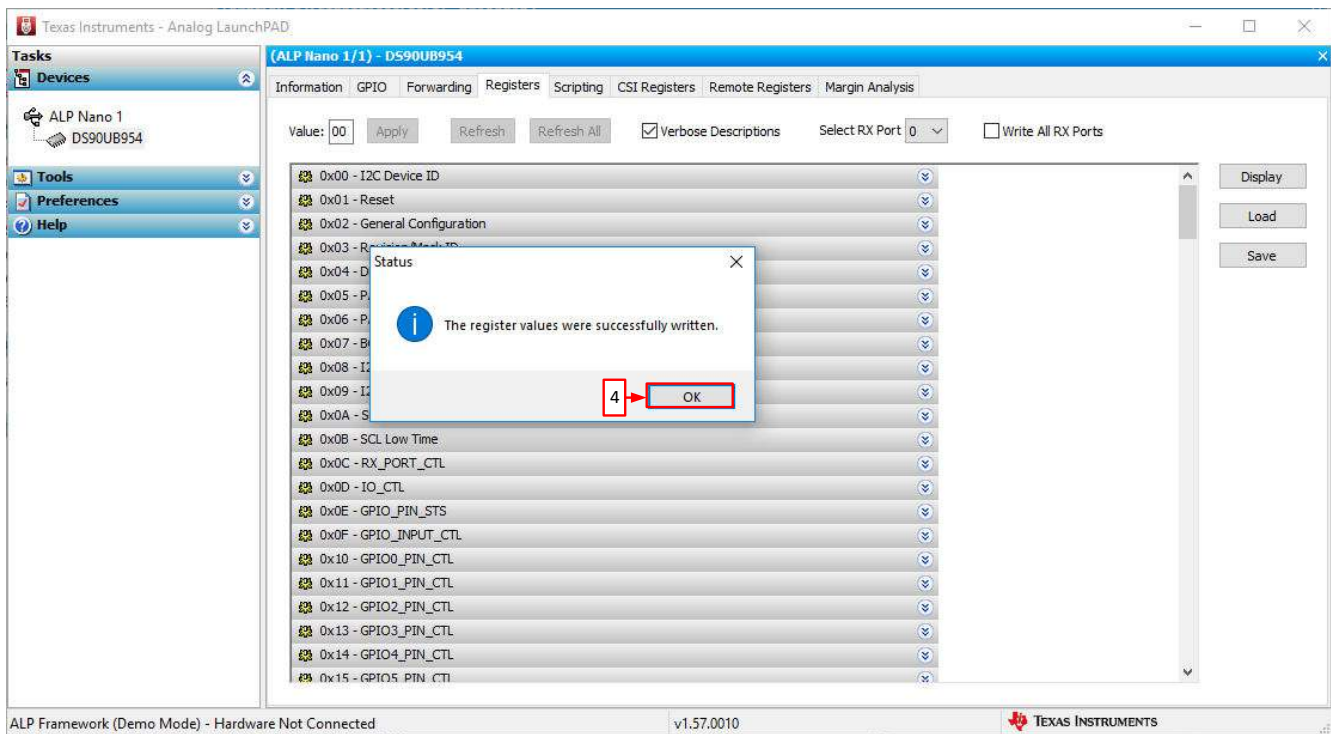 Texas Instruments - Analog LaunchPAD
Tasks
Devices
ALP Nano 1
DS90UB954
Tools
Preferences
Help
(ALP Nano 1/1) - DS90UB954
Information GPIO Forwarding Registers Scripting CSI Registers Remote Registers Margin Analysis
Value: 00 Apply Refresh Refresh All Verbose Descriptions Select RX Port 0 Write All RX Ports
0x00 - I2C Device ID
0x01 - Reset
0x02 - General Configuration
0x03 - Revision/Mask ID
0x04 - D
0x05 - P
0x06 - P
0x07 - B
0x08 - I2
0x09 - I2
0x0A - S
0x0B - SCL Low Time
0x0C - RX_PORT_CTL
0x0D - IO_CTL
0x0E - GPIO_PIN_STS
0x0F - GPIO_INPUT_CTL
0x10 - GPIO0_PIN_CTL
0x11 - GPIO1_PIN_CTL
0x12 - GPIO2_PIN_CTL
0x13 - GPIO3_PIN_CTL
0x14 - GPIO4_PIN_CTL
0x15 - GPIO5_PIN_CTL
Display
Load
Save
Status
The register values were successfully written.
4 OK
ALP Framework (Demo Mode) - Hardware Not Connected v1.57.0010 TEXAS INSTRUMENTS